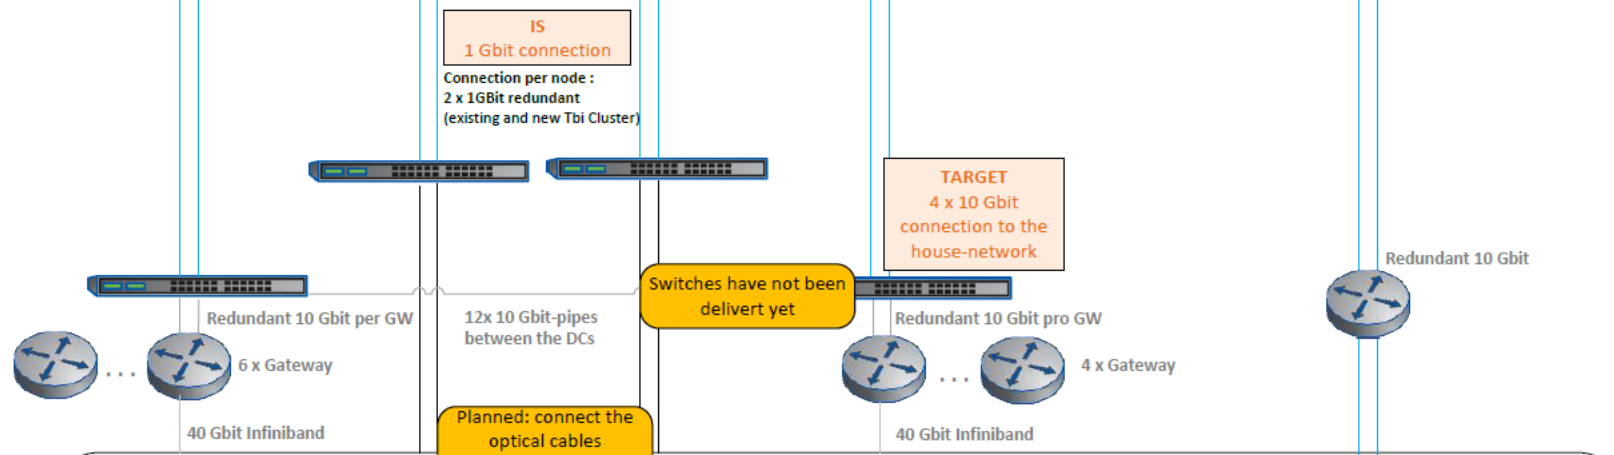 IS
1 Gbit connection
Connection per node :
2 x 1GBit redundant
(existing and new Tbi Cluster)
TARGET
4 x 10 Gbit
connection to the
house-network
Redundant 10 Gbit
Switches have not been
delivert yet
Redundant 10 Gbit per GW
12x 10 Gbit-pipes
between the DCs
Redundant 10 Gbit pro GW
. . .
6 x Gateway
. . .
4 x Gateway
Planned: connect the
optical cables
40 Gbit Infiniband
40 Gbit Infiniband